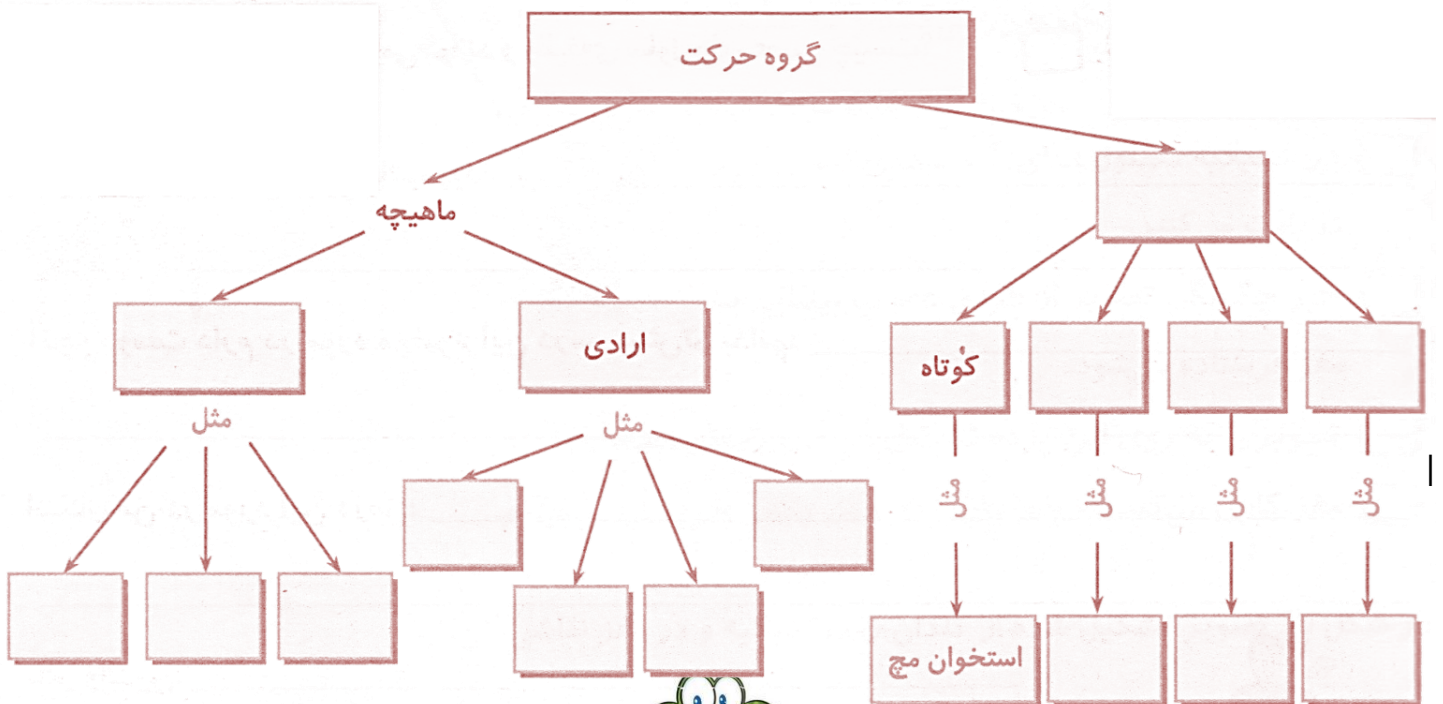 گروه حرکت
ماهیچه
ارادی
کوتاه
مثل
مثل
مثل
مثل
مثل
مثل
استخوان مچ